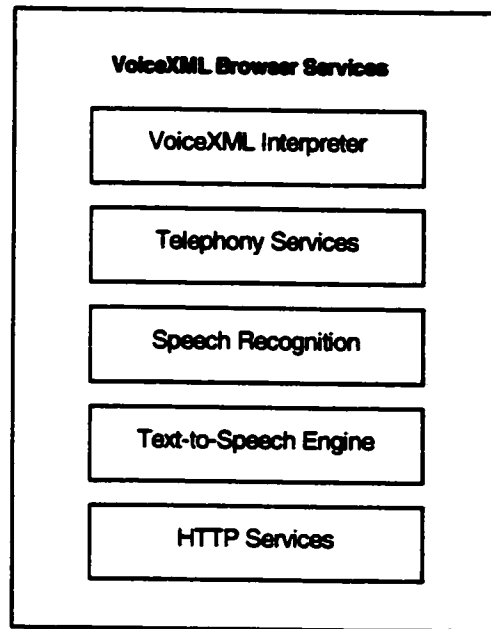 VoiceXML Browser Services
VoiceXML Interpreter
Telephony Services
Speech Recognition
Text-to-Speech Engine
HTTP Services